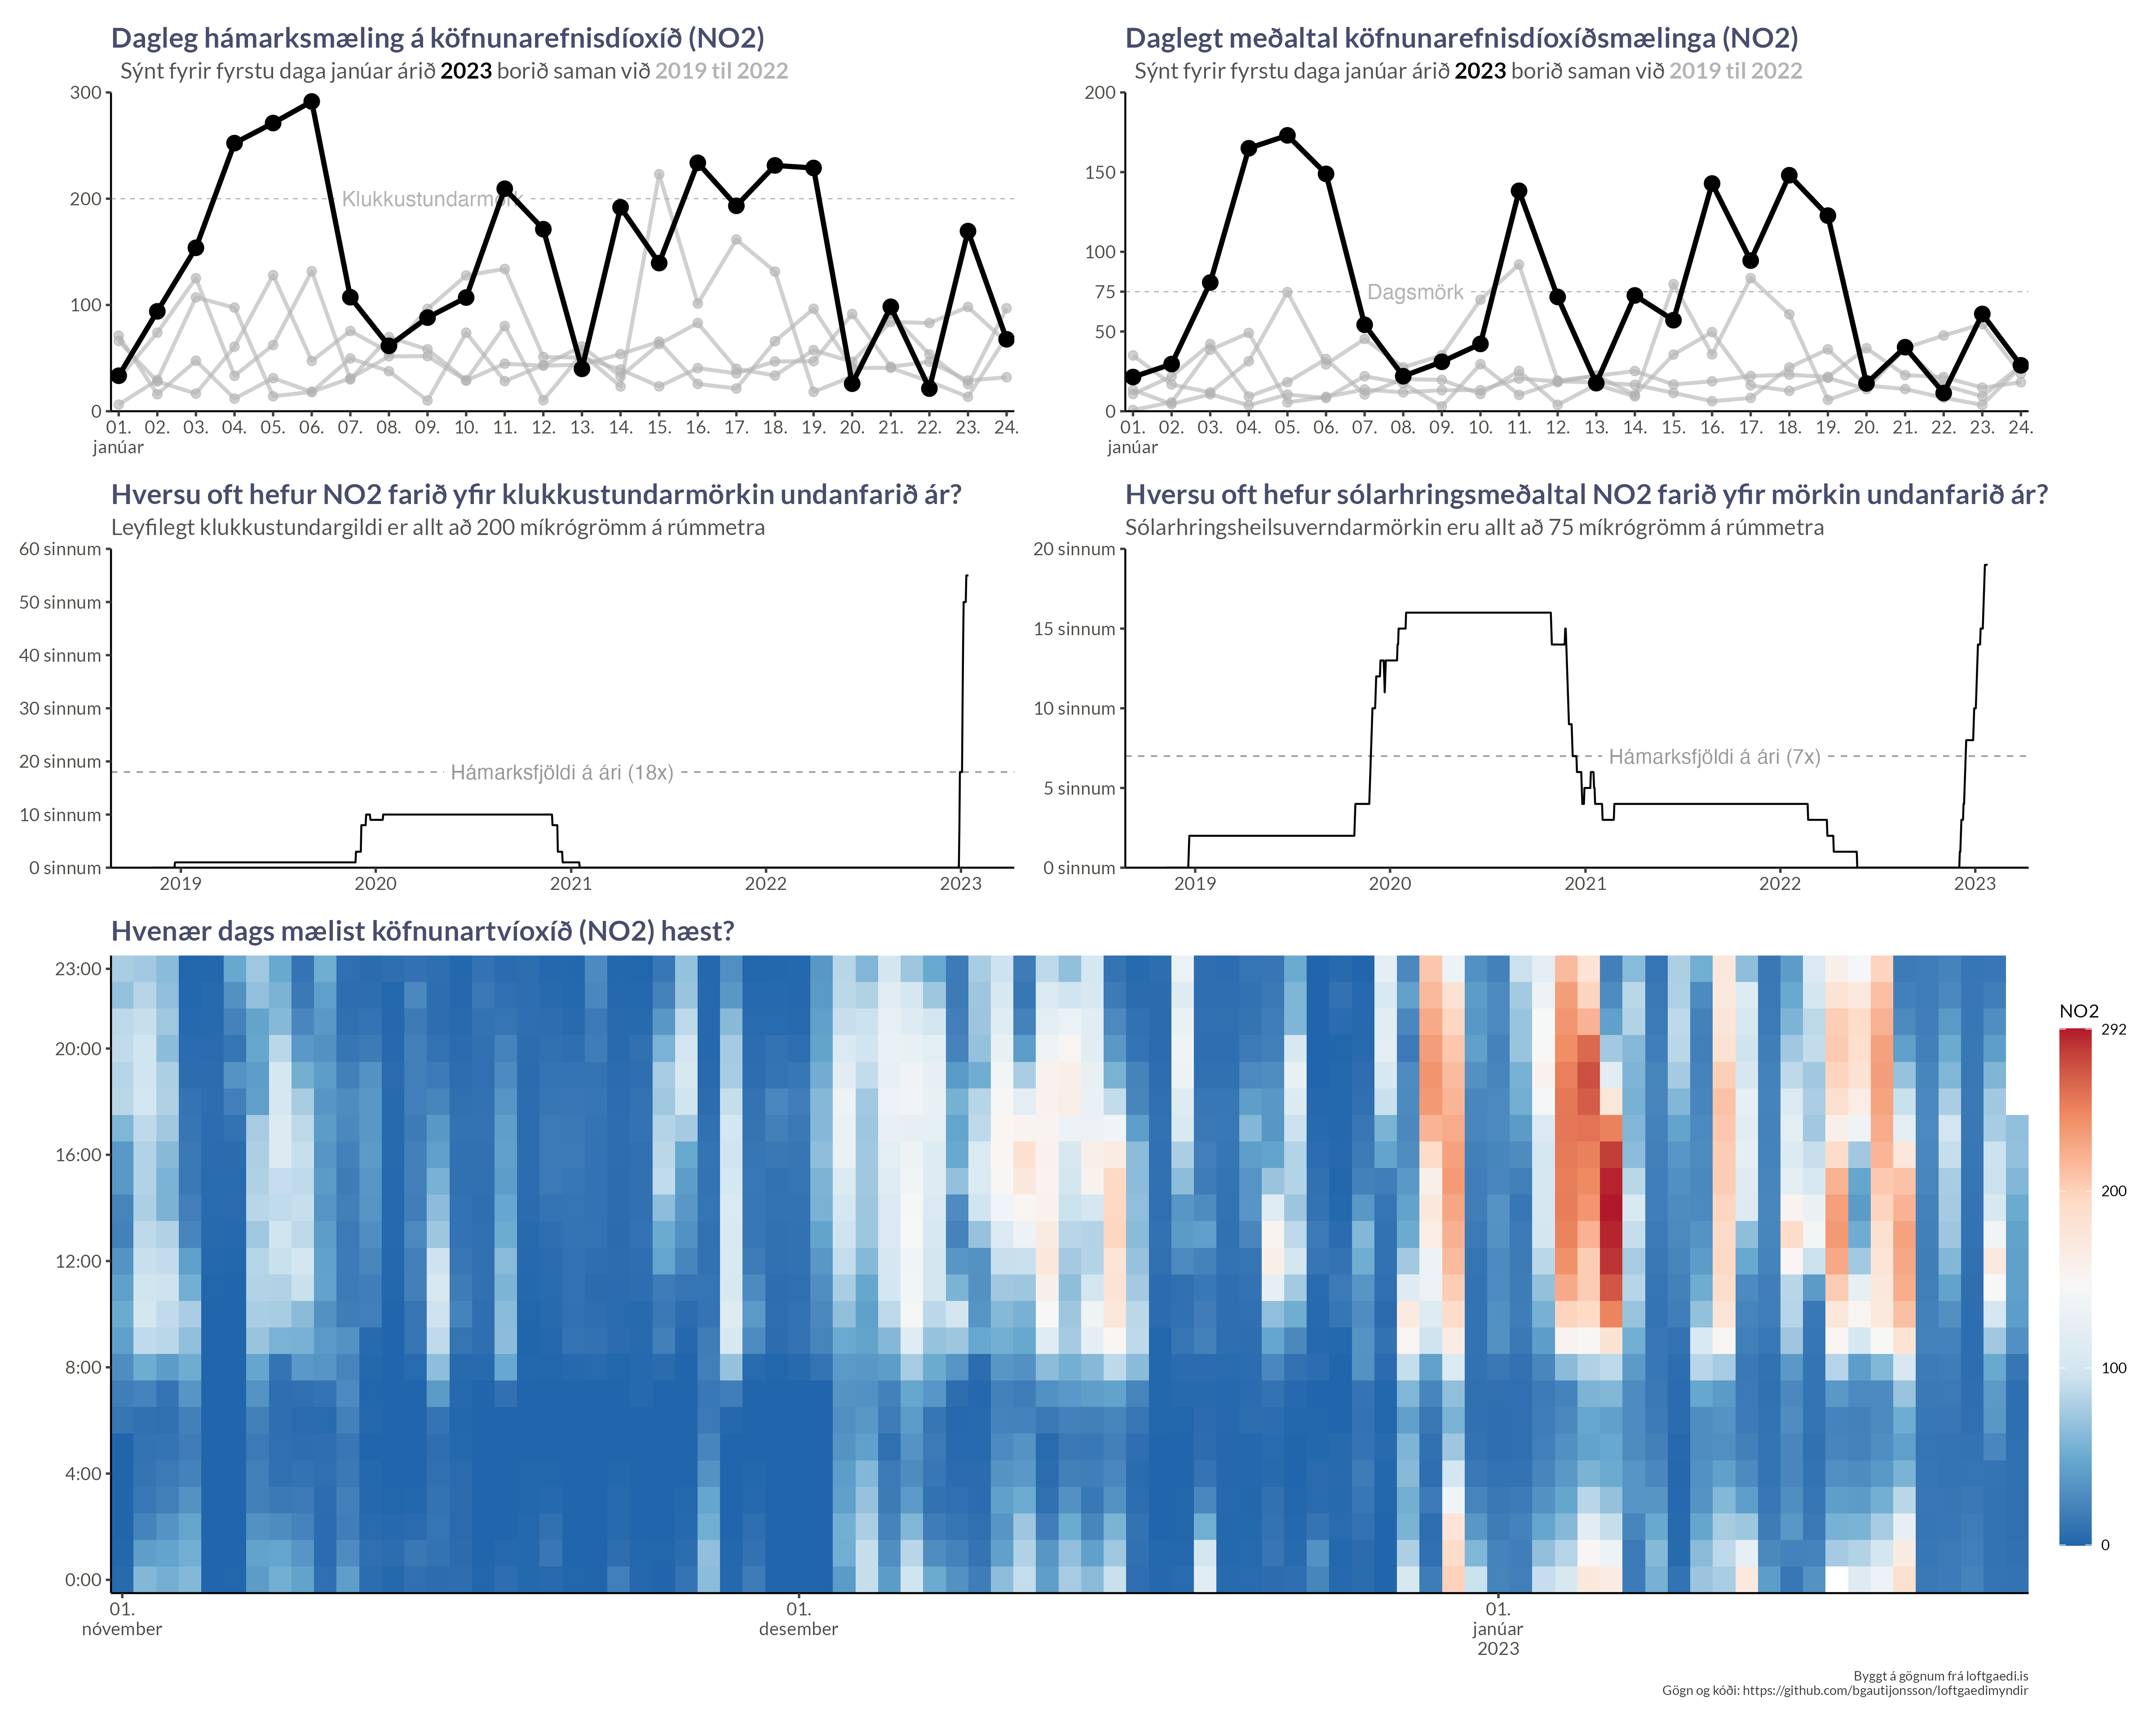 Dagleg hámarksmæling á köfnunarefnisdíoxíð (NO2)
Sýnt fyrir fyrstu daga janúar árið 2023 borið saman við 2019 til 2022
300
200
100
0
Klukkustundarmörk
01. 02. 03. 04. 05. 06. 07. 08. 09. 10. 11. 12. 13. 14. 15. 16. 17. 18. 19. 20. 21. 22. 23. 24.
janúar
Daglegt meðaltal köfnunarefnisdíoxíðsmælinga (NO2)
Sýnt fyrir fyrstu daga janúar árið 2023 borið saman við 2019 til 2022
200
150
100
75
50
0
Dagsmörk
01. 02. 03. 04. 05. 06. 07. 08. 09. 10. 11. 12. 13. 14. 15. 16. 17. 18. 19. 20. 21. 22. 23. 24.
janúar
Hversu oft hefur NO2 farið yfir klukkustundarmörkin undanfarið ár?
Leyfilegt klukkustundargildi er allt að 200 míkrógrömm á rúmmetra
60 sinnum
50 sinnum
40 sinnum
30 sinnum
20 sinnum
10 sinnum
0 sinnum
Hámarksfjöldi á ári (18x)
2019 2020 2021 2022 2023
Hversu oft hefur sólarhringsmeðaltal NO2 farið yfir mörkin undanfarið ár?
Sólarhringsheilsuverndarmörkin eru allt að 75 míkrógrömm á rúmmetra
20 sinnum
15 sinnum
10 sinnum
5 sinnum
0 sinnum
Hámarksfjöldi á ári (7x)
2019 2020 2021 2022 2023
Hvenær dags mælist köfnunartvíoxíð (NO2) hæst?
23:00
20:00
16:00
12:00
8:00
4:00
0:00
01. 01. 01.
nóvember desember janúar
2023
NO2
292
200
100
0
Byggt á gögnum frá loftgaedi.is
Gögn og kóði: https://github.com/bgautijonsson/loftgaedimyndir